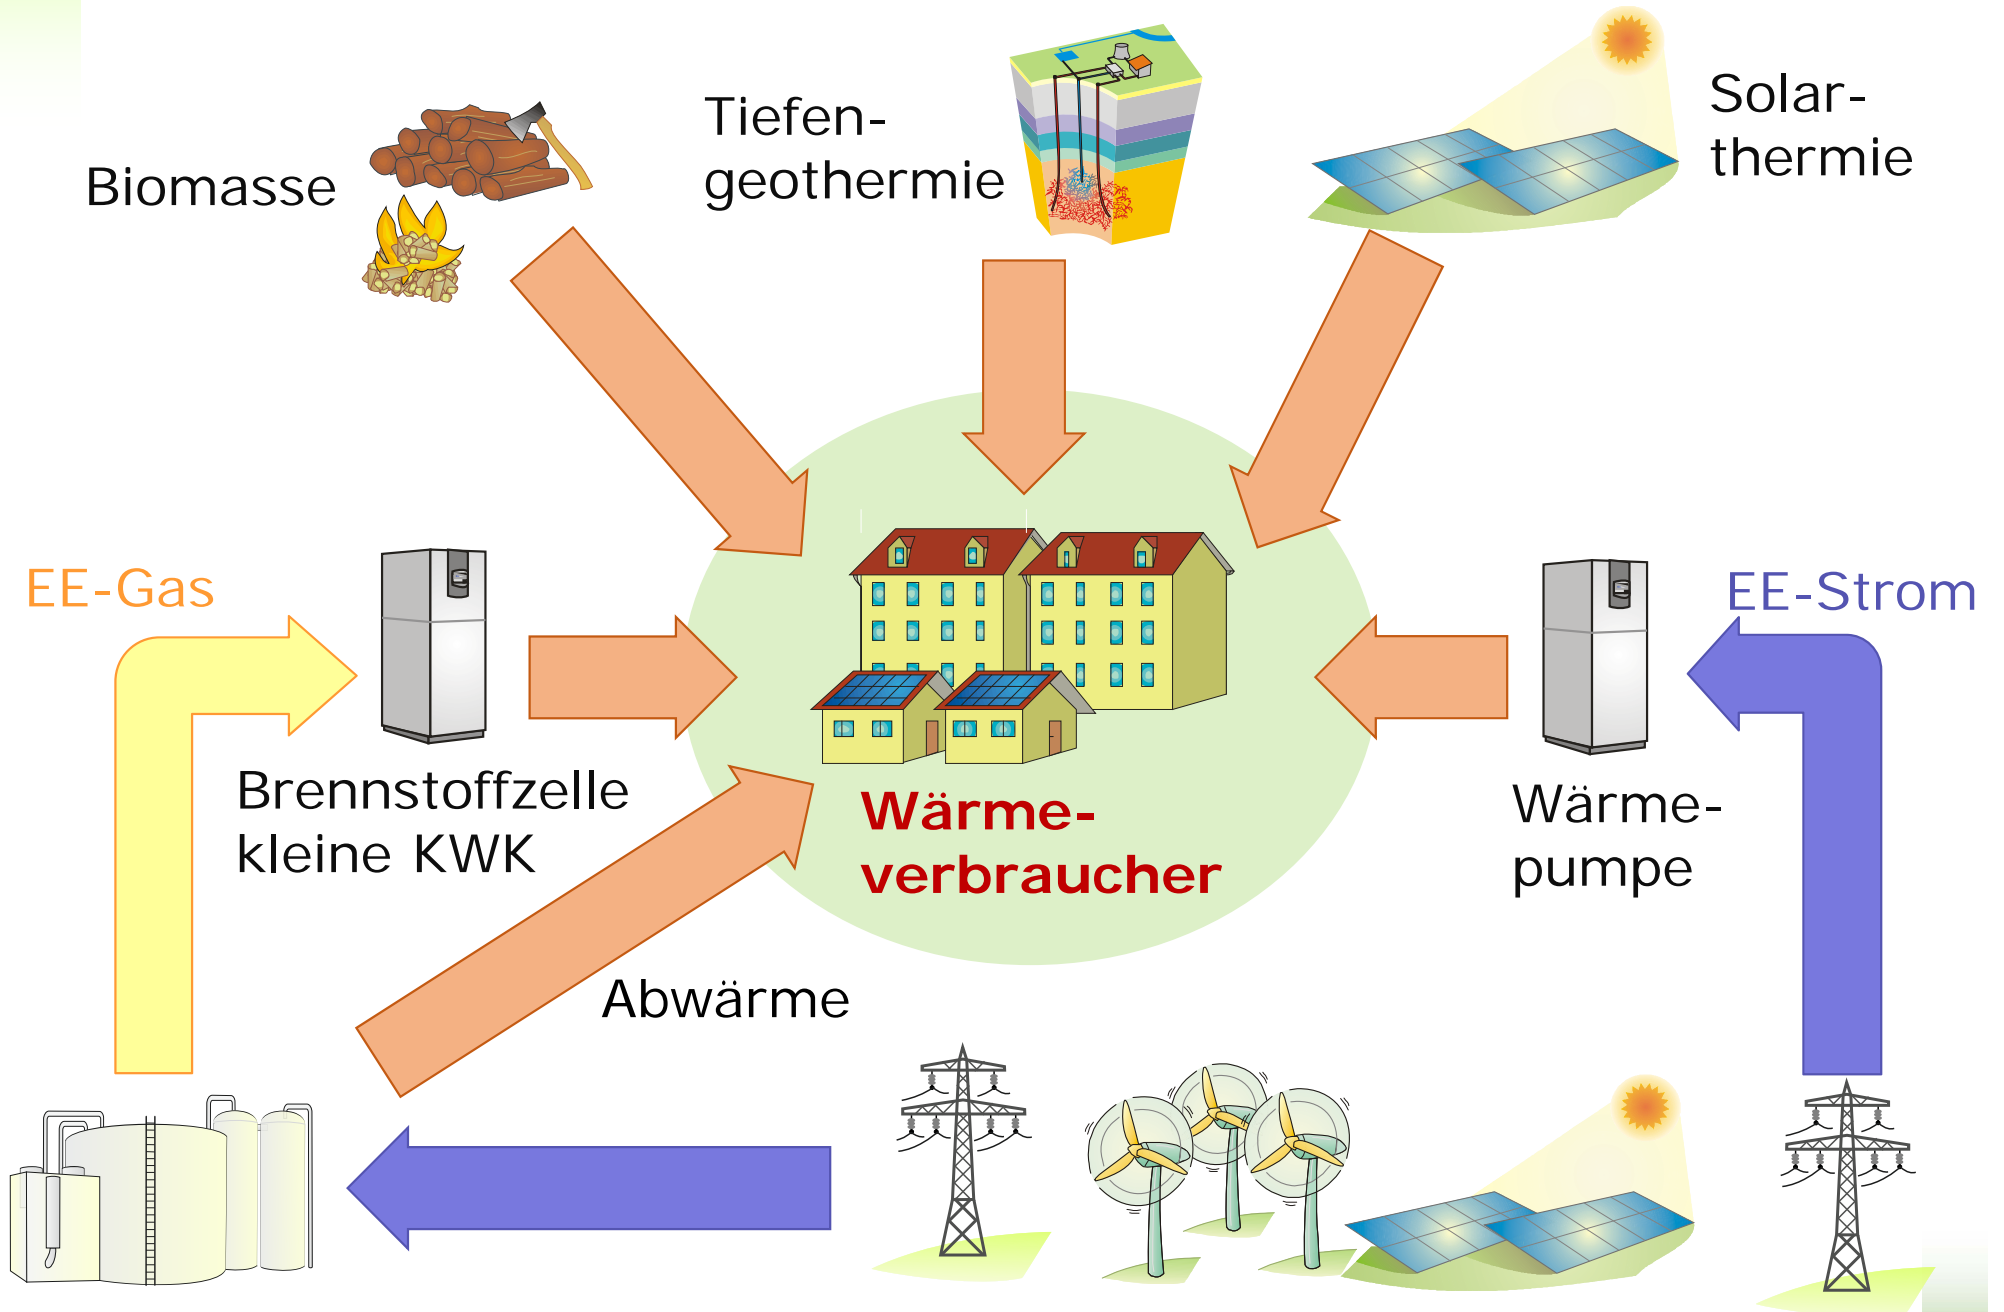 Biomasse
Tiefen-
geothermie
Solar-
thermie
EE-Gas
EE-Strom
Brennstoffzelle
kleine KWK
Wärme-
verbraucher
Wärme-
pumpe
Abwärme